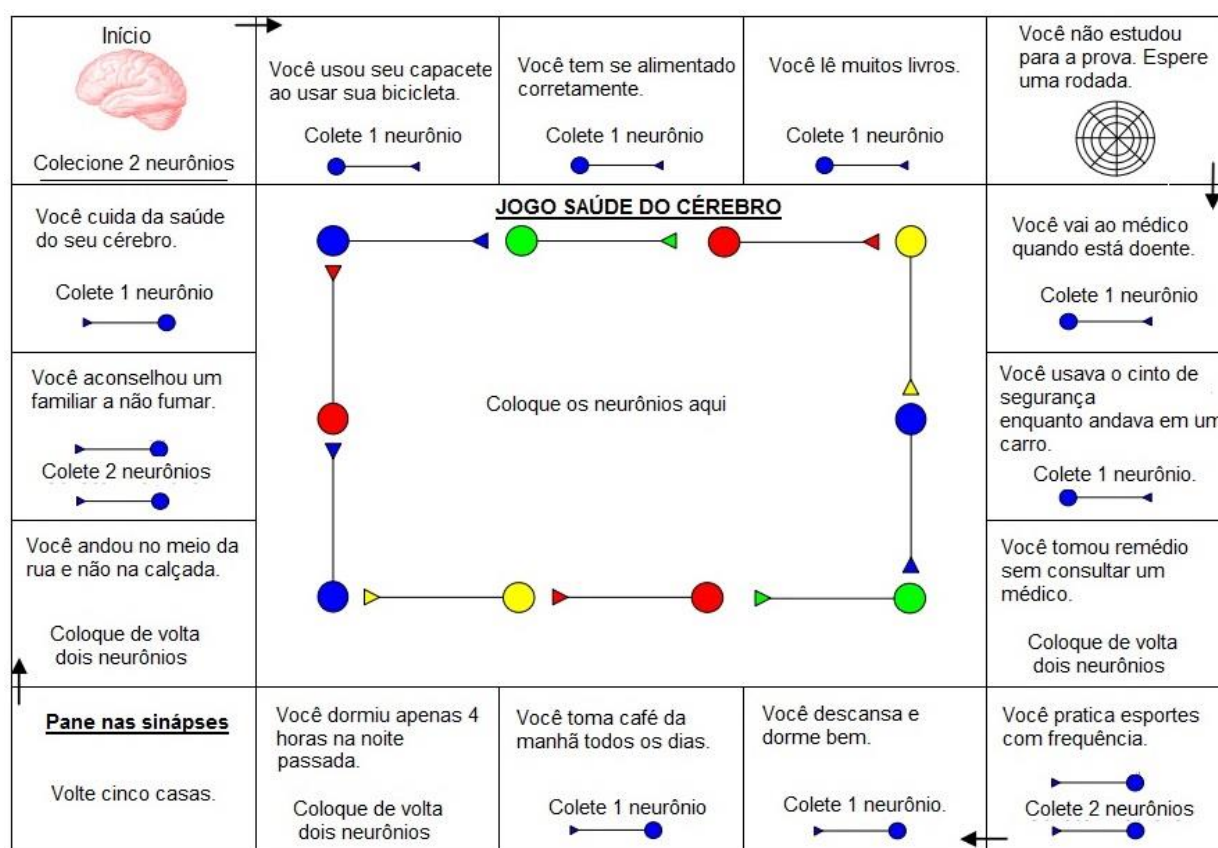 Início
Colecione 2 neurônios
Você usou seu capacete
ao usar sua bicicleta.
Colete 1 neurônio
Você tem se alimentado
corretamente.
Colete 1 neurônio
Você lê muitos livros.
Colete 1 neurônio
Você não estudou
para a prova. Espere
uma rodada.
Você cuida da saúde
do seu cérebro.
Colete 1 neurônio
JOGO SAÚDE DO CÉREBRO
Você vai ao médico
quando está doente.
Colete 1 neurônio
Você aconselhou um
familiar a não fumar.
Colete 2 neurônios
Coloque os neurônios aqui
Você usava o cinto de
segurança
enquanto andava em um
carro.
Colete 1 neurônio.
Você andou no meio da
rua e não na calçada.
Coloque de volta
dois neurônios
Você tomou remédio
sem consultar um
médico.
Coloque de volta
dois neurônios
Pane nas sinápses
Volte cinco casas.
Você dormiu apenas 4
horas na noite
passada.
Coloque de volta
dois neurônios
Você toma café da
manhã todos os dias.
Colete 1 neurônio
Você descansa e
dorme bem.
Colete 1 neurônio.
Você pratica esportes
com frequência.
Colete 2 neurônios